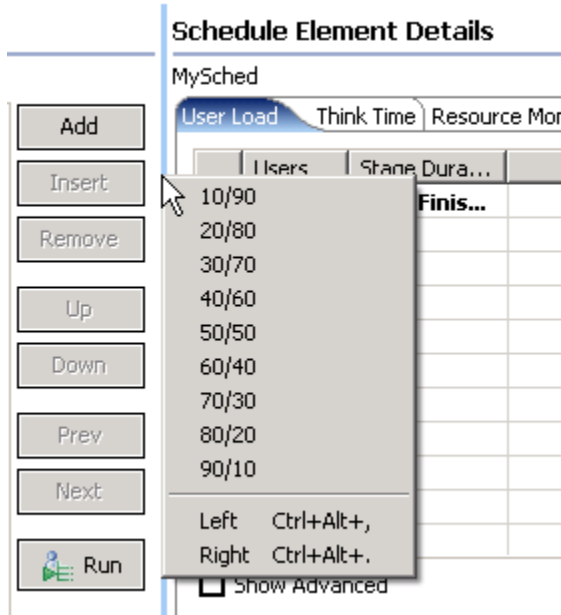 Schedule Element Details
MySched
User Load Think Time Resource Mor
Users Stage Dura...
Finis...
Add
Insert
Remove
Up
Down
Prev
Next
Run
10/90
20/80
30/70
40/60
50/50
60/40
70/30
80/20
90/10
Left Ctrl+Alt+,
Right Ctrl+Alt+.
Show Advanced